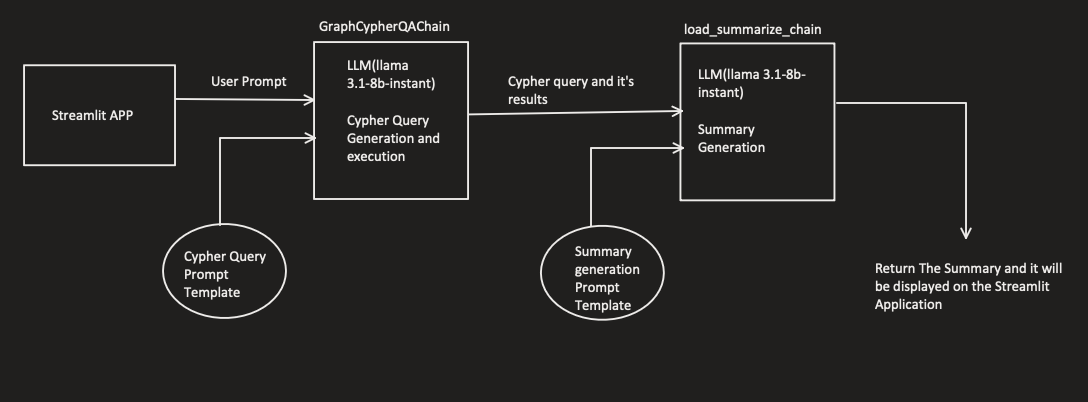 GraphCypherQAChain
load_summarize_chain
Streamlit APP
User Prompt
LLM(llama
3.1-8b-instant)
Cypher Query
Generation and
execution
Cypher query and it's
results
LLM(llama 3.1-8b-
instant)
Summary
Generation
Cypher Query
Prompt
Template
Summary
generation
Prompt
Template
Return The Summary and it will
be displayed on the Streamlit
Application